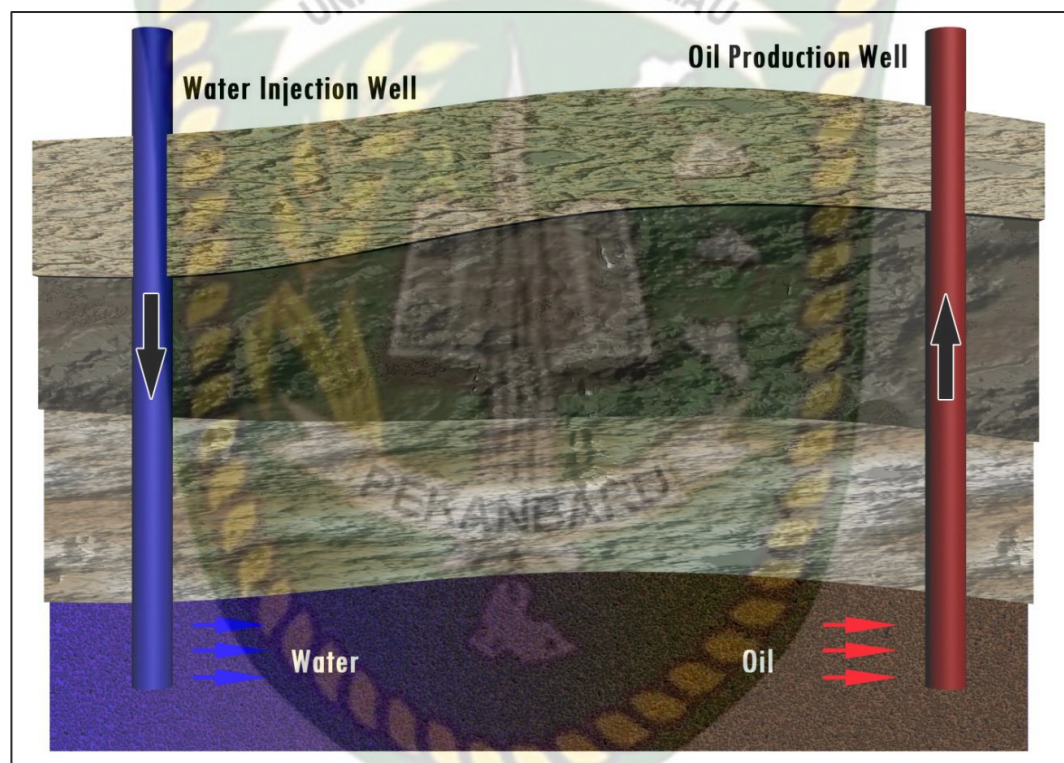 Oil Production Well
Water Injection Well
PEKANBARU
Water
Oil